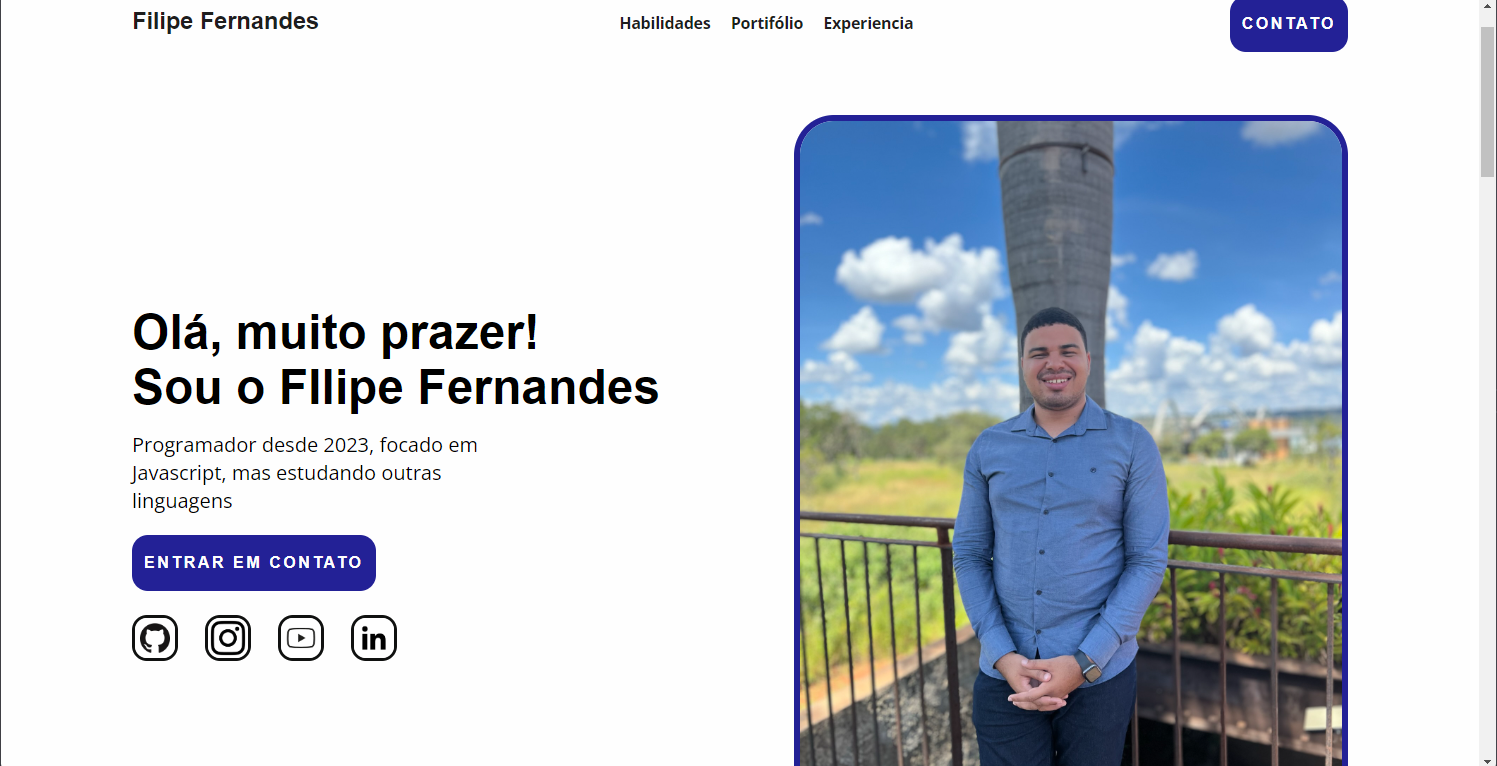 Filipe Fernandes
Habilidades Portifólio Experiencia
CONTATO
Olá, muito prazer!
Sou o FIlipe Fernandes
Programador desde 2023, focado em
Javascript, mas estudando outras
linguagens
ENTRAR EM CONTATO
in